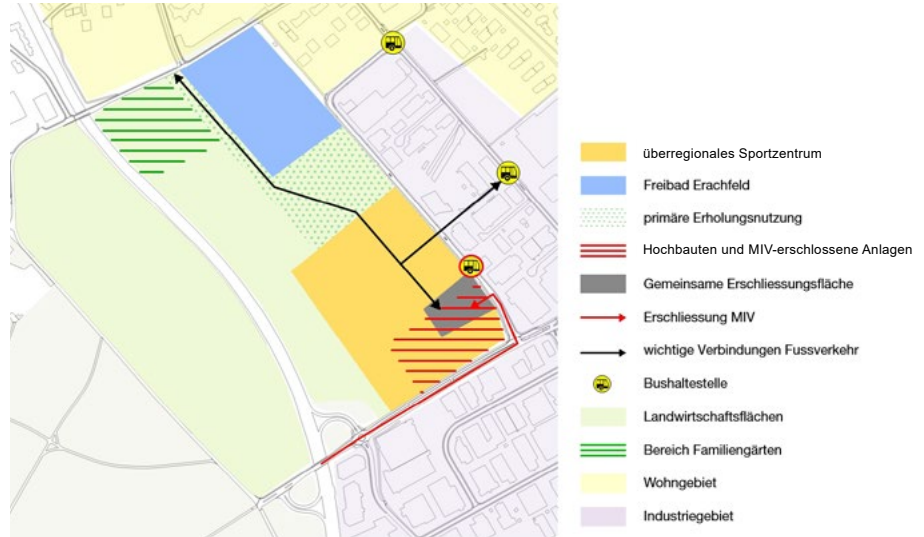 überregionales Sportzentrum
Freibad Erachfeld
primäre Erholungsnutzung
Hochbauten und MIV-erschlossene Anlagen
Gemeinsame Erschliessungsfläche
Erschliessung MIV
wichtige Verbindungen Fussverkehr
Bushaltestelle
Landwirtschaftsflächen
Bereich Familiengärten
Wohngebiet
Industriegebiet